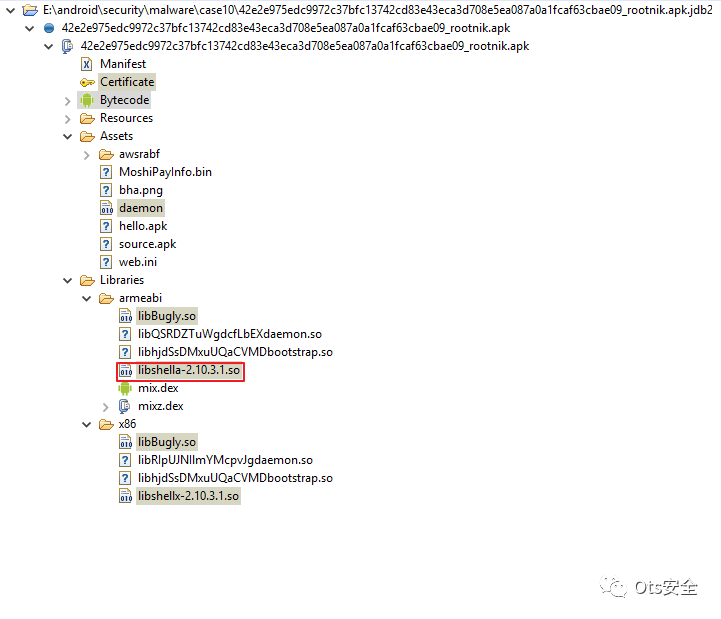 E:\android\security\malware\case10\42e2e975edc9972c37bfc13742cd83e43eca3d708e5ea087a0a1fcaf63cbae09_rootnik.apk.jdb2
42e2e975edc9972c37bfc13742cd83e43eca3d708e5ea087a0a1fcaf63cbae09_rootnik.apk
42e2e975edc9972c37bfc13742cd83e43eca3d708e5ea087a0a1fcaf63cbae09_rootnik.apk
Manifest
Certificate
Bytecode
Resources
Assets
awsrabf
MoshiPayInfo.bin
bha.png
daemon
hello.apk
source.apk
web.ini
Libraries
armeabi
libBugly.so
libQSRDZTuWgdcfLbEXdaemon.so
libhjdSsDMxuUQaCVMDbootstrap.so
libshella-2.10.3.1.so
mix.dex
mixz.dex
x86
libBugly.so
libRlpUJNllmYMcpvJgdaemon.so
libhjdSsDMxuUQaCVMDbootstrap.so
libshellx-2.10.3.1.so
Ots安全